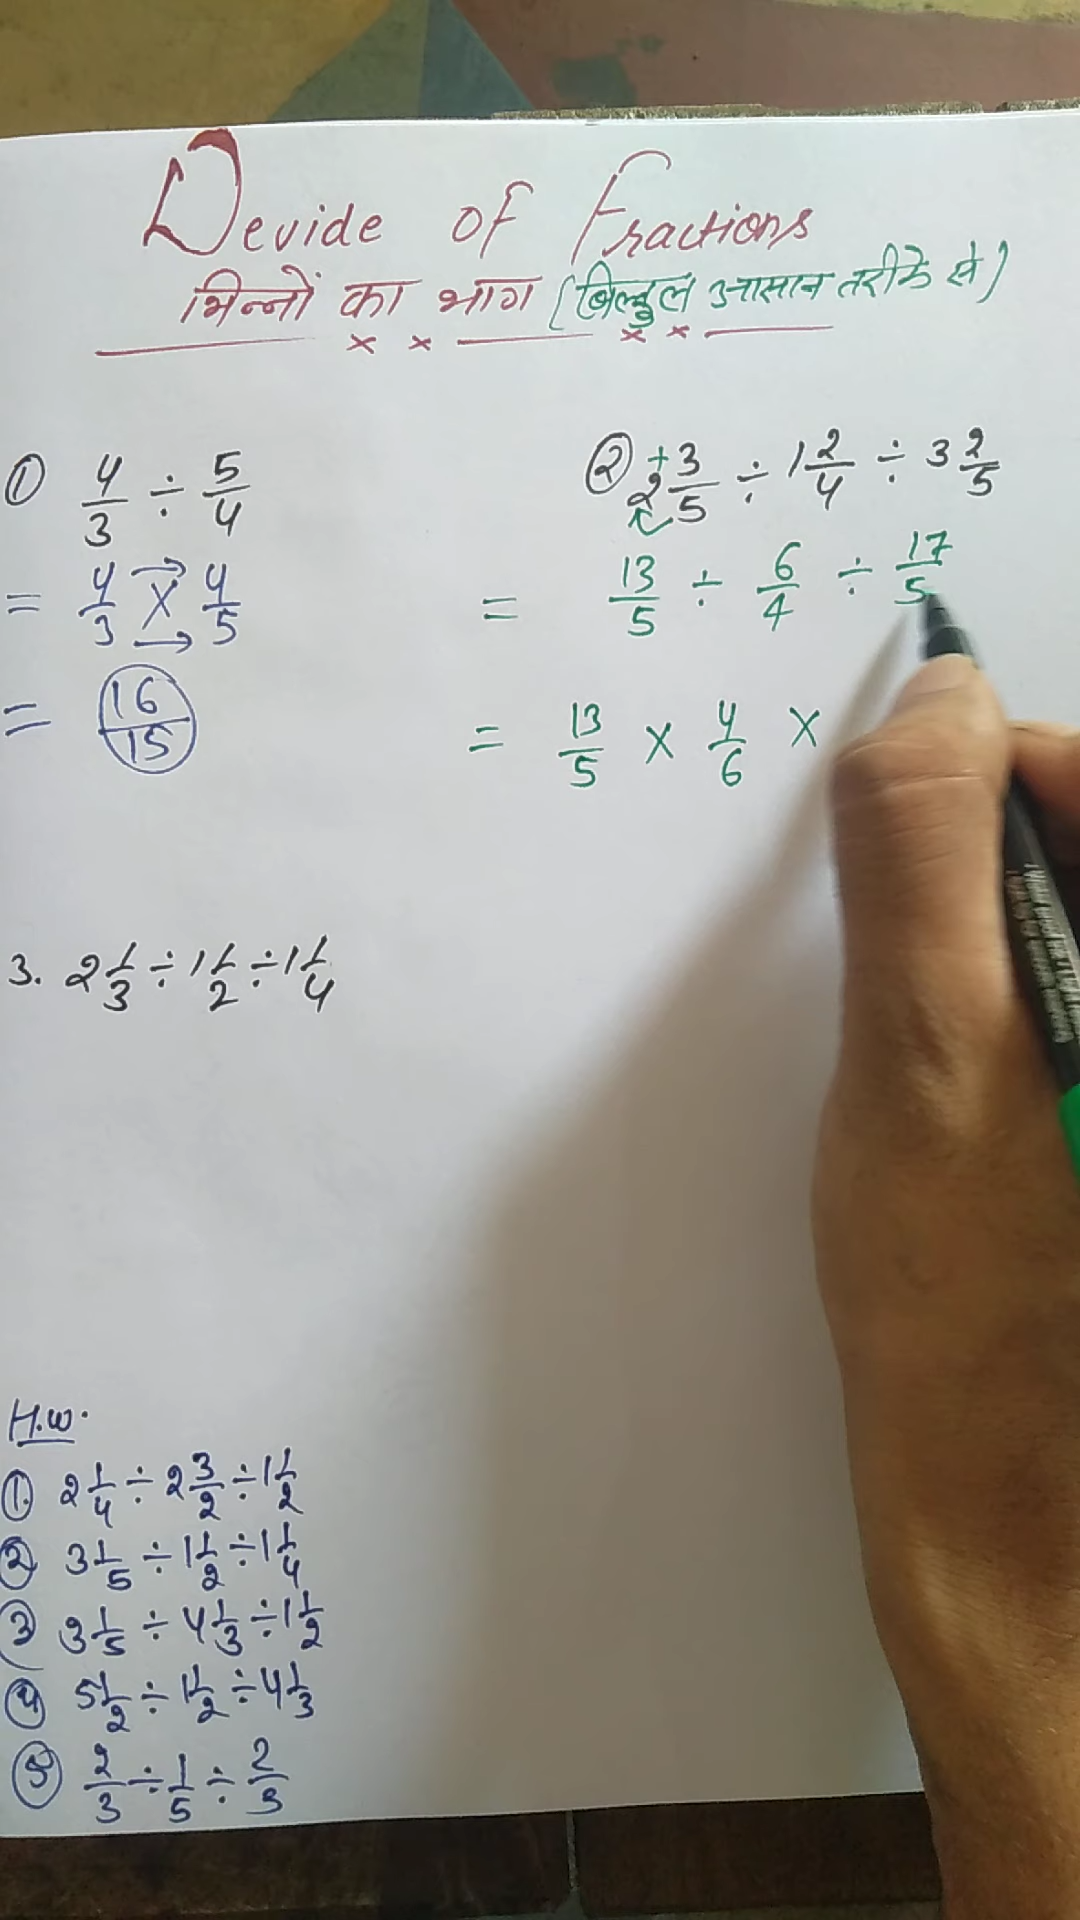 Devide of Fractions
भिन्नों का भाग (बिल्कुल आसान तरीके से)
① 4/3 ÷ 5/4
= 4/3 × 4/5
= 16/15
② 2 3/5 ÷ 1 2/4 ÷ 3 2/5
= 13/5 ÷ 6/4 ÷ 17/5
= 13/5 × 4/6 ×
3. 2 1/3 ÷ 1 1/2 ÷ 1 1/4
H.W.
① 2 1/4 ÷ 2 3/2 ÷ 1 1/2
② 3 1/5 ÷ 1 1/2 ÷ 1 1/4
③ 3 1/5 ÷ 4 1/3 ÷ 1 1/2
④ 5 1/2 ÷ 1 1/2 ÷ 4 1/3
⑤ 2/3 ÷ 1/5 ÷ 2/3